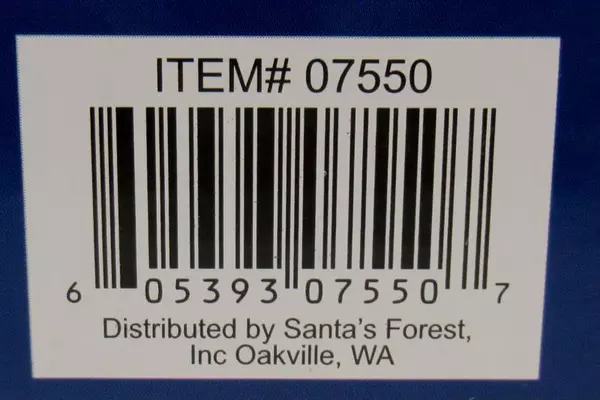 ITEM# 07550
6 05393 07550 7
Distributed by Santa's Forest,
Inc Oakville, WA